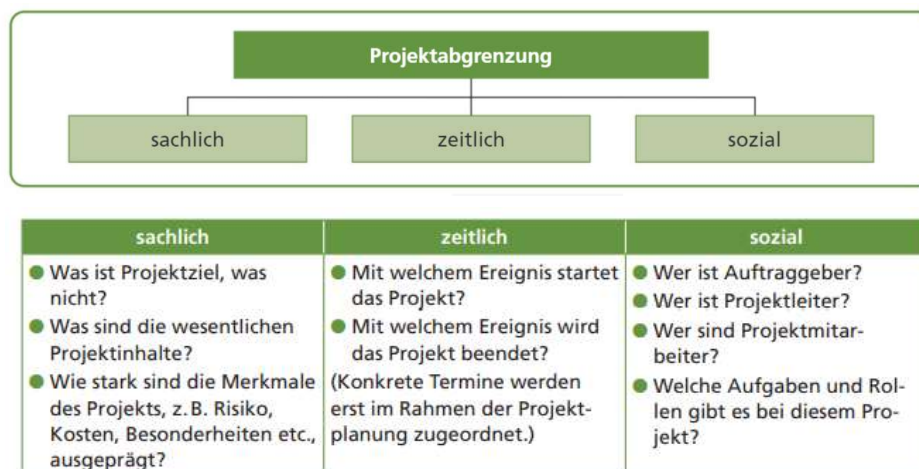 Projektabgrenzung
sachlich
zeitlich
sozial
sachlich
● Was ist Projektziel, was
nicht?
● Was sind die wesentlichen
Projektinhalte?
● Wie stark sind die Merkmale
des Projekts, z. B. Risiko,
Kosten, Besonderheiten etc.,
ausgeprägt?
zeitlich
● Mit welchem Ereignis startet
das Projekt?
● Mit welchem Ereignis wird
das Projekt beendet?
(Konkrete Termine werden
erst im Rahmen der Projekt-
planung zugeordnet.)
sozial
● Wer ist Auftraggeber?
● Wer ist Projektleiter?
● Wer sind Projektmitar-
beiter?
● Welche Aufgaben und Rol-
len gibt es bei diesem Pro-
jekt?